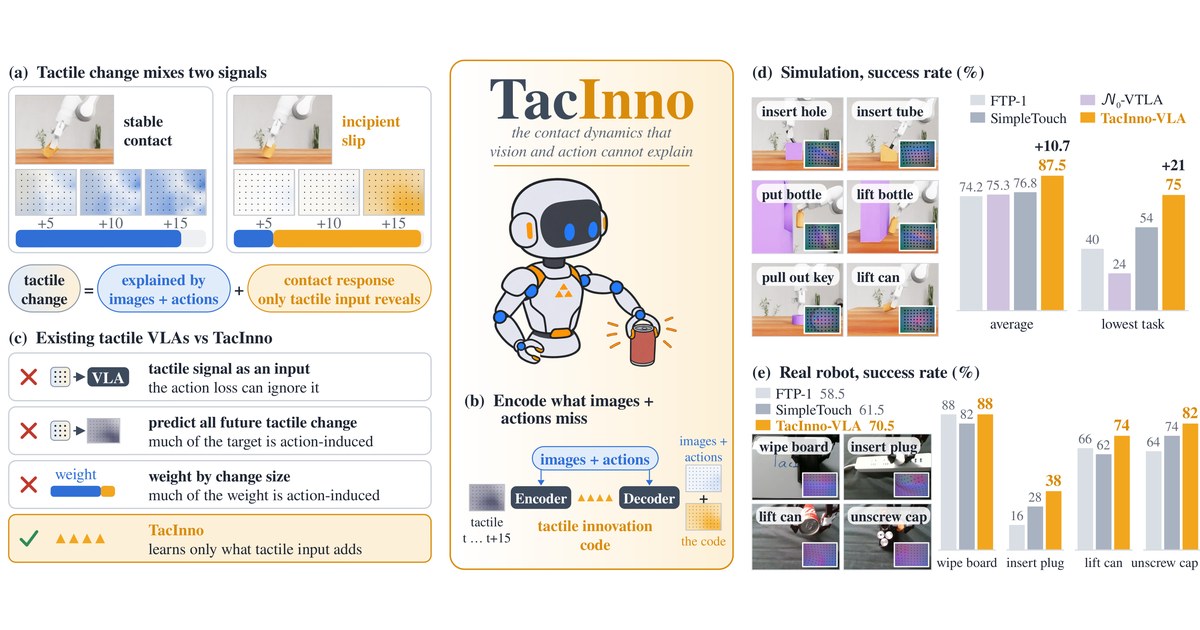 (a) Tactile change mixes two signals
stable
contact
+5
+10
+15
incipient
slip
+5
+10
+15
tactile
change
=
explained by
images + actions
+
contact response
only tactile input reveals
(c) Existing tactile VLAs vs TacInno
VLA
tactile signal as an input
the action loss can ignore it
predict all future tactile change
much of the target is action-induced
weight
weight by change size
much of the weight is action-induced
TacInno
learns only what tactile input adds
TacInno
the contact dynamics that
vision and action cannot explain
(b) Encode what images +
actions miss
images + actions
images +
actions
Encoder
Decoder
+
tactile
t … t+15
tactile innovation
code
the code
(d) Simulation, success rate (%)
insert hole
insert tube
put bottle
lift bottle
pull out key
lift can
FTP-1
SimpleTouch
𝒩₀-VTLA
TacInno-VLA
+10.7
87.5
74.2
75.3
76.8
average
+21
75
40
24
54
lowest task
(e) Real robot, success rate (%)
FTP-1 58.5
SimpleTouch 61.5
TacInno-VLA 70.5
wipe board
insert plug
lift can
unscrew cap
88
82
88
wipe board
16
28
38
insert plug
66
62
74
lift can
64
74
82
unscrew cap